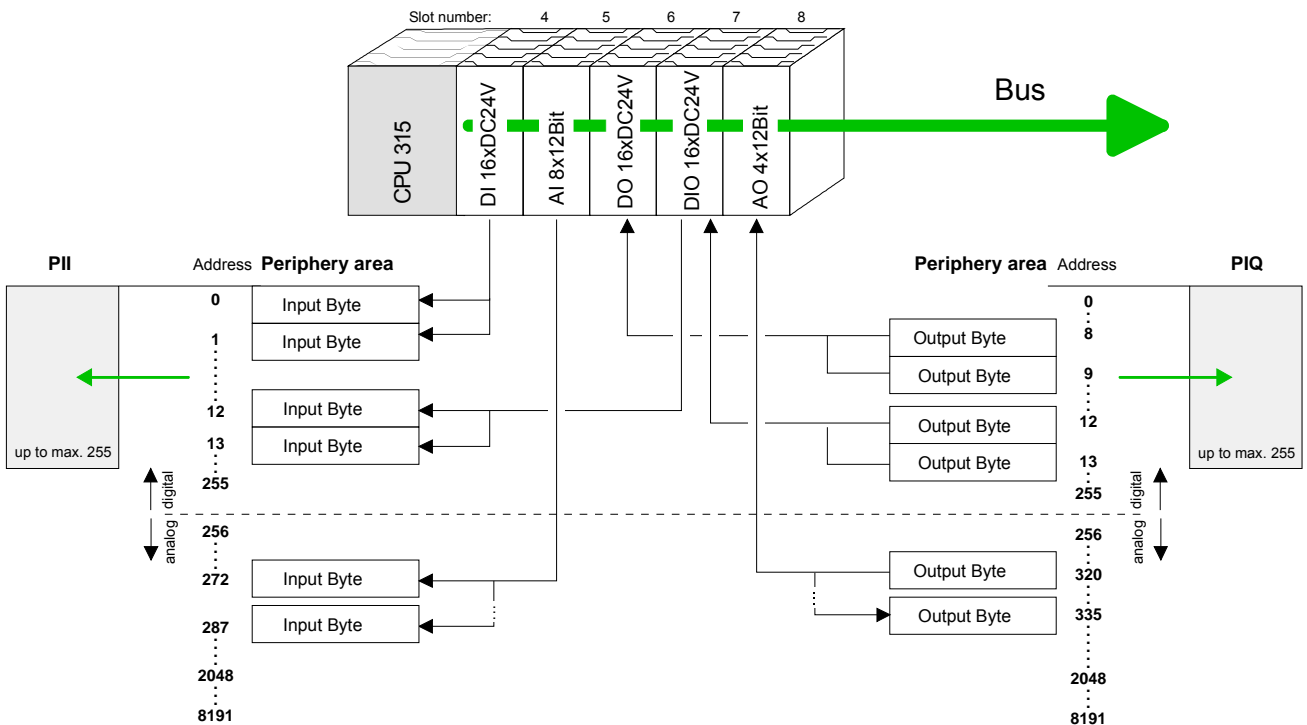 Slot number: 4 5 6 7 8
CPU 315
DI 16xDC24V
AI 8x12Bit
DO 16xDC24V
DIO 16xDC24V
AO 4x12Bit
Bus
PII
Address Periphery area
0 Input Byte
1 Input Byte
12 Input Byte
13 Input Byte
255
up to max. 255
digital
analog
256
272 Input Byte
287 Input Byte
2048
8191
Periphery area Address
PIQ
0
Output Byte 8
Output Byte 9
Output Byte 12
Output Byte 13
255
up to max. 255
digital
analog
256
Output Byte 320
Output Byte 335
2048
8191